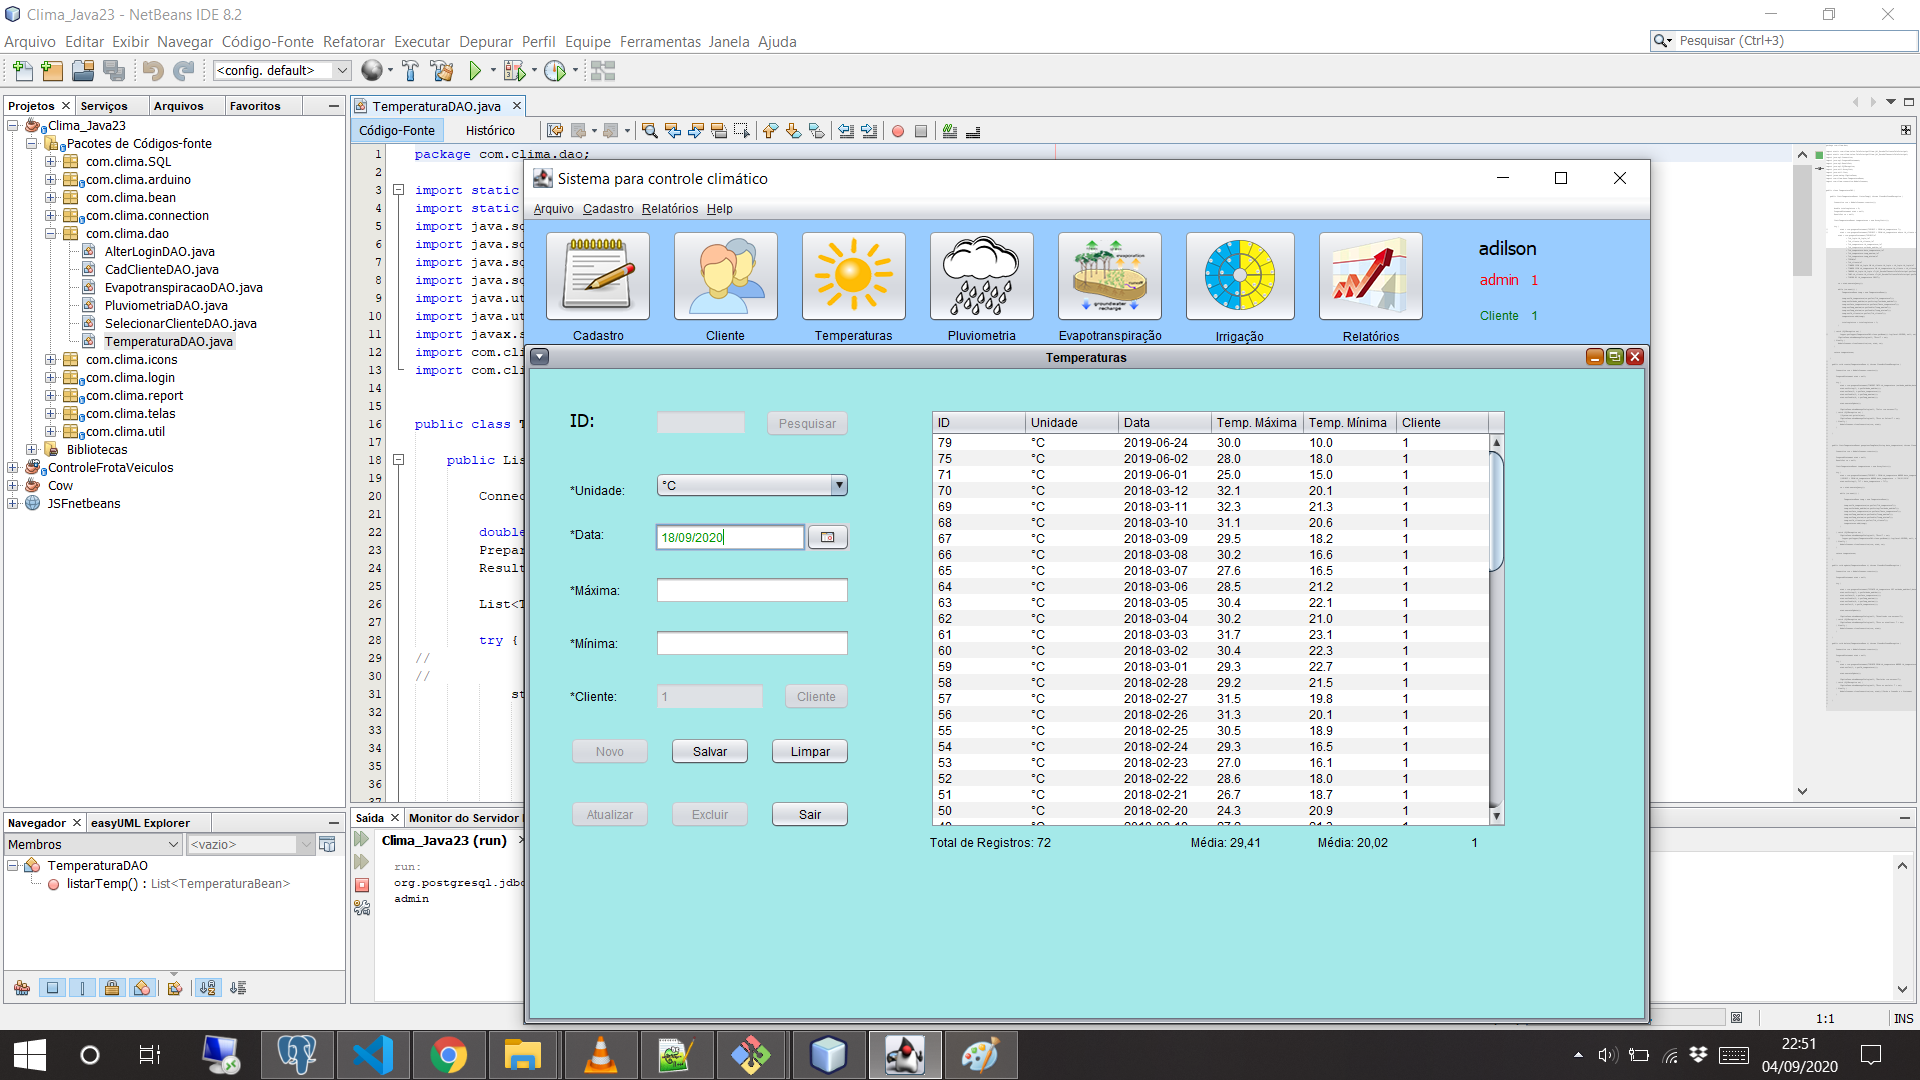 Clima_Java23 - NetBeans IDE 8.2
Arquivo Editar Exibir Navegar Código-Fonte Refatorar Executar Depurar Perfil Equipe Ferramentas Janela Ajuda
Pesquisar (Ctrl+3)
<config. default>
Projetos Serviços Arquivos Favoritos
TemperaturaDAO.java
Código-Fonte Histórico
Clima_Java23
Pacotes de Códigos-fonte
com.clima.SQL
com.clima.arduino
com.clima.bean
com.clima.connection
com.clima.dao
AlterLoginDAO.java
CadClienteDAO.java
EvapotranspiracaoDAO.java
PluviometriaDAO.java
SelecionarClienteDAO.java
TemperaturaDAO.java
com.clima.icons
com.clima.login
com.clima.report
com.clima.telas
com.clima.util
Bibliotecas
ControleFrotaVeiculos
Cow
JSFnetbeans
1 package com.clima.dao;
2
3 import static
4 import static
5 import java.sc
6 import java.sc
7 import java.sc
8 import java.sc
9 import java.ut
10 import java.ut
11 import javax.s
12 import com.cli
13 import com.cli
14
15
16 public class T
17
18 public Lis
19
20 Connec
21
22 double
23 Prepar
24 Result
25
26 List<T
27
28 try {
29 //
30 //
31 st
32
33
34
35
36
37
Sistema para controle climático
Arquivo Cadastro Relatórios Help
Cadastro
Cliente
Temperaturas
Pluviometria
evaporation
groundwater
recharge
Evapotranspiração
Irrigação
Relatórios
adilson
admin 1
Cliente 1
Temperaturas
ID: Pesquisar
*Unidade: °C
*Data: 18/09/2020
*Máxima:
*Mínima:
*Cliente: 1 Cliente
Novo Salvar Limpar
Atualizar Excluir Sair
ID Unidade Data Temp. Máxima Temp. Mínima Cliente
79 °C 2019-06-24 30.0 10.0 1
75 °C 2019-06-02 28.0 18.0 1
71 °C 2019-06-01 25.0 15.0 1
70 °C 2018-03-12 32.1 20.1 1
69 °C 2018-03-11 32.3 21.3 1
68 °C 2018-03-10 31.1 20.6 1
67 °C 2018-03-09 29.5 18.2 1
66 °C 2018-03-08 30.2 16.6 1
65 °C 2018-03-07 27.6 16.5 1
64 °C 2018-03-06 28.5 21.2 1
63 °C 2018-03-05 30.4 22.1 1
62 °C 2018-03-04 30.2 21.0 1
61 °C 2018-03-03 31.7 23.1 1
60 °C 2018-03-02 30.4 22.3 1
59 °C 2018-03-01 29.3 22.7 1
58 °C 2018-02-28 29.2 21.5 1
57 °C 2018-02-27 31.5 19.8 1
56 °C 2018-02-26 31.3 20.1 1
55 °C 2018-02-25 30.5 18.9 1
54 °C 2018-02-24 29.3 16.5 1
53 °C 2018-02-23 27.0 16.1 1
52 °C 2018-02-22 28.6 18.0 1
51 °C 2018-02-21 26.7 18.7 1
50 °C 2018-02-20 24.3 20.9 1
Total de Registros: 72 Média: 29,41 Média: 20,02 1
Navegador easyUML Explorer
Membros <vazio>
TemperaturaDAO
listarTemp() : List<TemperaturaBean>
Saída Monitor do Servidor
Clima_Java23 (run)
run:
org.postgresql.jdbc
admin
1:1 INS
22:51
04/09/2020